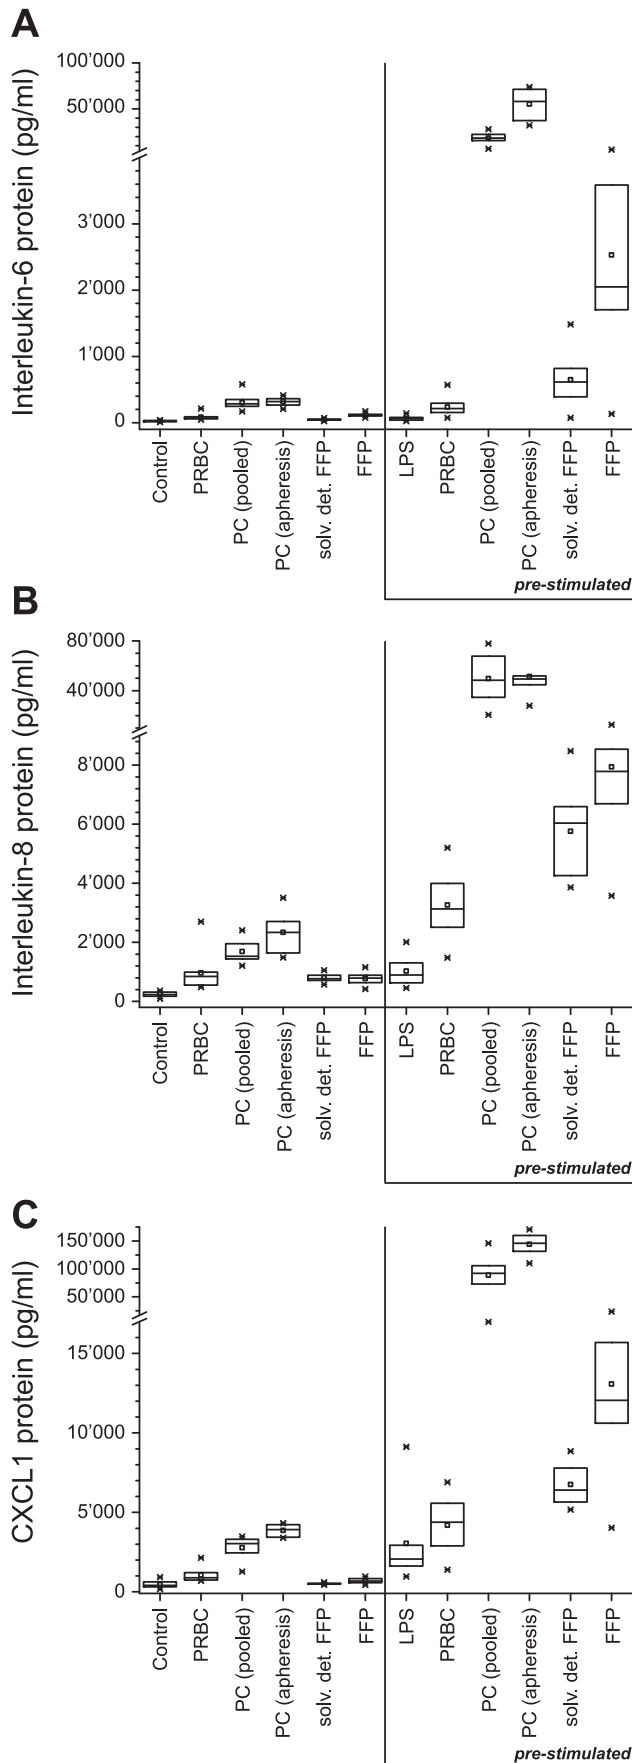 A
Interleukin-6 protein (pg/ml)
100’000
50’000
3’000
2’000
1’000
0
Control
PRBC
PC (pooled)
PC (apheresis)
solv. det. FFP
FFP
LPS
PRBC
PC (pooled)
PC (apheresis)
solv. det. FFP
FFP
pre-stimulated
B
Interleukin-8 protein (pg/ml)
80’000
40’000
8’000
6’000
4’000
2’000
0
Control
PRBC
PC (pooled)
PC (apheresis)
solv. det. FFP
FFP
LPS
PRBC
PC (pooled)
PC (apheresis)
solv. det. FFP
FFP
pre-stimulated
C
CXCL1 protein (pg/ml)
150’000
100’000
50’000
15’000
10’000
5’000
0
Control
PRBC
PC (pooled)
PC (apheresis)
solv. det. FFP
FFP
LPS
PRBC
PC (pooled)
PC (apheresis)
solv. det. FFP
FFP
pre-stimulated